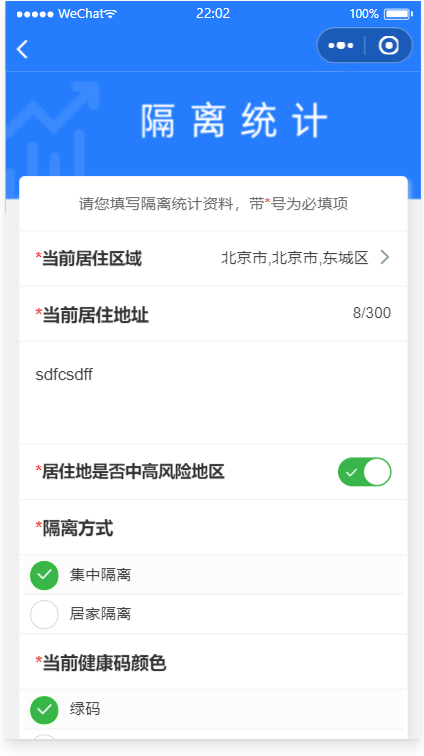 WeChat
22:02
100%
隔离统计
请您填写隔离统计资料，带*号为必填项
*当前居住区域
北京市,北京市,东城区
*当前居住地址
8/300
sdfcsdff
*居住地是否中高风险地区
*隔离方式
集中隔离
居家隔离
*当前健康码颜色
绿码